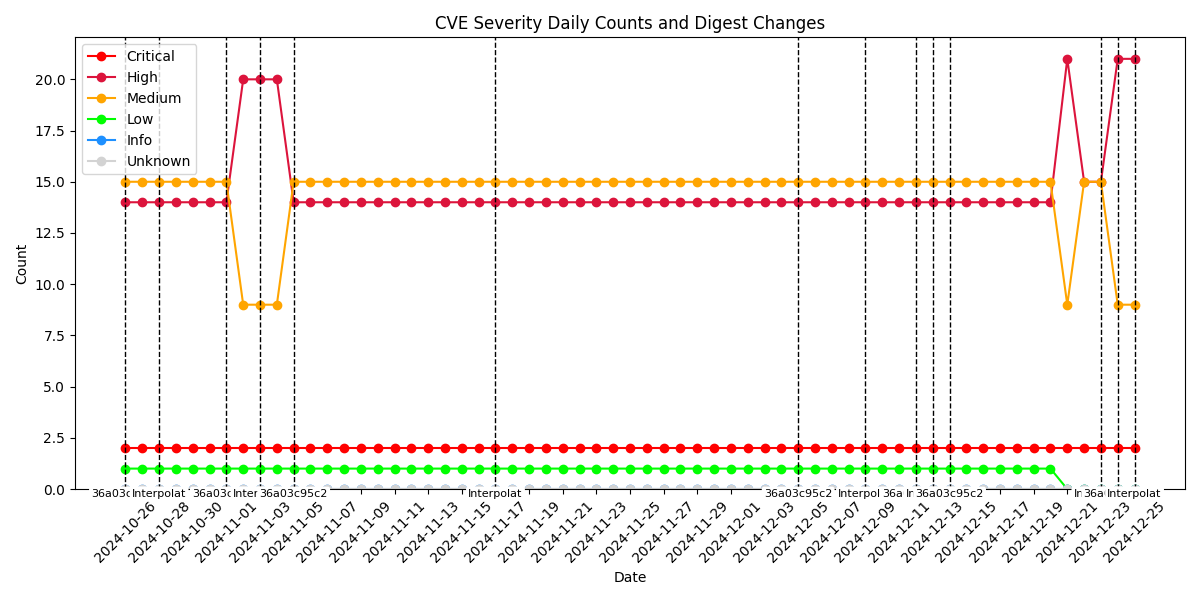 CVE Severity Daily Counts and Digest Changes
Critical
High
Medium
Low
Info
Unknown
20.0
17.5
15.0
12.5
10.0
7.5
5.0
2.5
0.0
Count
36a03c
Interpolat
36a03c
Inter
36a03c95c2
Interpolat
36a03c95c2
Interpol
36a
36a03c95c2
36a
Interpolat
2024-10-26
2024-10-28
2024-10-30
2024-11-01
2024-11-03
2024-11-05
2024-11-07
2024-11-09
2024-11-11
2024-11-13
2024-11-15
2024-11-17
2024-11-19
2024-11-21
2024-11-23
2024-11-25
2024-11-27
2024-11-29
2024-12-01
2024-12-03
2024-12-05
2024-12-07
2024-12-09
2024-12-11
2024-12-13
2024-12-15
2024-12-17
2024-12-19
2024-12-21
2024-12-23
2024-12-25
Date